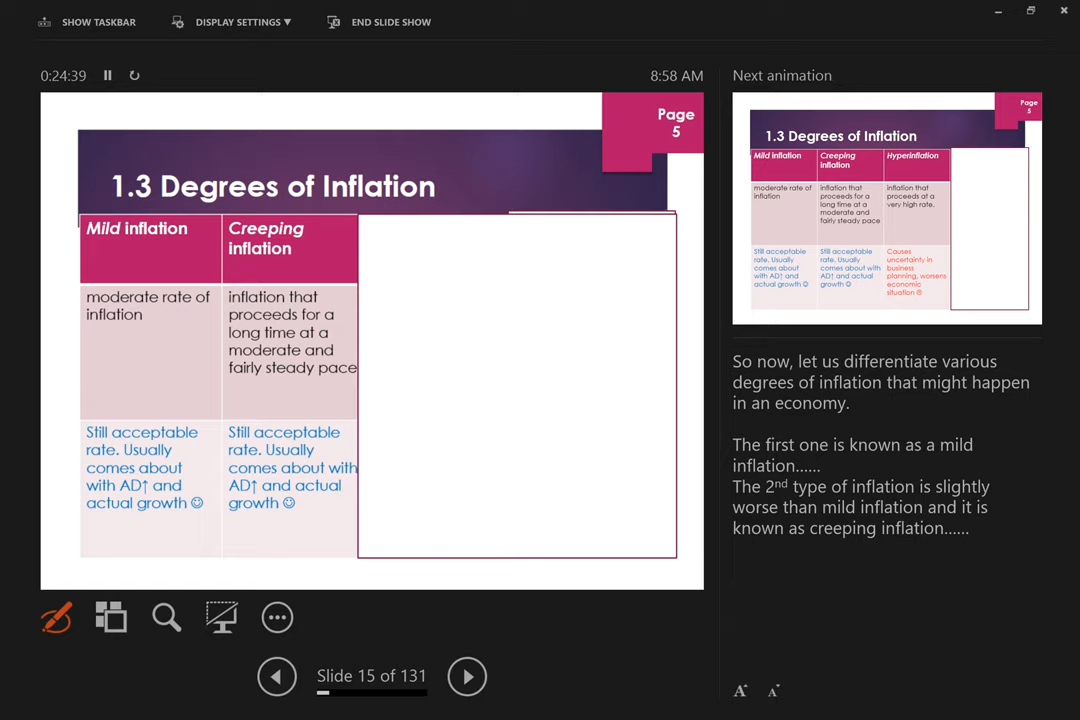 SHOW TASKBAR
DISPLAY SETTINGS ▼
END SLIDE SHOW
0:24:39
8:58 AM
Page
5
1.3 Degrees of Inflation
Mild inflation
Creeping
inflation
moderate rate of
inflation
inflation that
proceeds for a
long time at a
moderate and
fairly steady pace
Still acceptable
rate. Usually
comes about
with AD↑ and
actual growth ☺
Still acceptable
rate. Usually
comes about with
AD↑ and actual
growth ☺
Slide 15 of 131
Next animation
Page
5
1.3 Degrees of Inflation
Mild inflation
Creeping
inflation
Hyperinflation
moderate rate of
inflation
inflation that
proceeds for a
long time at a
moderate and
fairly steady pace
inflation that
proceeds at a
very high rate.
Still acceptable
rate. Usually
comes about
with AD↑ and
actual growth ☺
Still acceptable
rate. Usually
comes about with
AD↑ and actual
growth ☺
Causes
uncertainty in
business
planning, worsens
economic
situation ☹
So now, let us differentiate various
degrees of inflation that might happen
in an economy.
The first one is known as a mild
inflation……
The 2nd type of inflation is slightly
worse than mild inflation and it is
known as creeping inflation……
A A